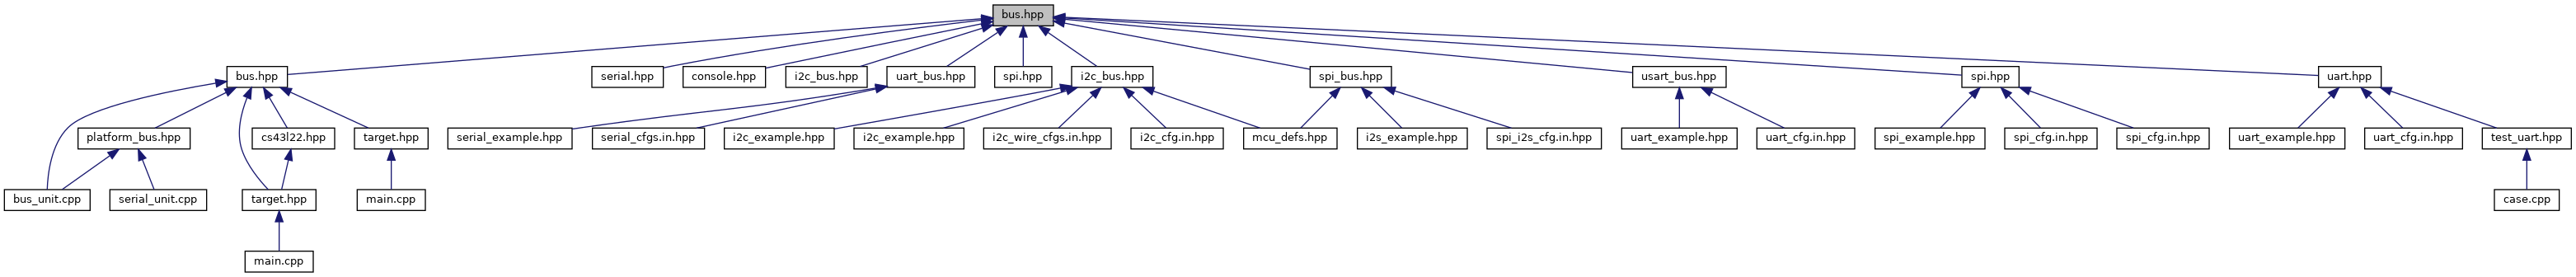 bus.hpp
bus.hpp
serial.hpp
console.hpp
i2c_bus.hpp
uart_bus.hpp
spi.hpp
i2c_bus.hpp
spi_bus.hpp
usart_bus.hpp
spi.hpp
uart.hpp
platform_bus.hpp
cs43l22.hpp
target.hpp
serial_example.hpp
serial_cfgs.in.hpp
i2c_example.hpp
i2c_example.hpp
i2c_wire_cfgs.in.hpp
i2c_cfg.in.hpp
mcu_defs.hpp
i2s_example.hpp
spi_i2s_cfg.in.hpp
uart_example.hpp
uart_cfg.in.hpp
spi_example.hpp
spi_cfg.in.hpp
spi_cfg.in.hpp
uart_example.hpp
uart_cfg.in.hpp
test_uart.hpp
bus_unit.cpp
serial_unit.cpp
target.hpp
main.cpp
case.cpp
main.cpp